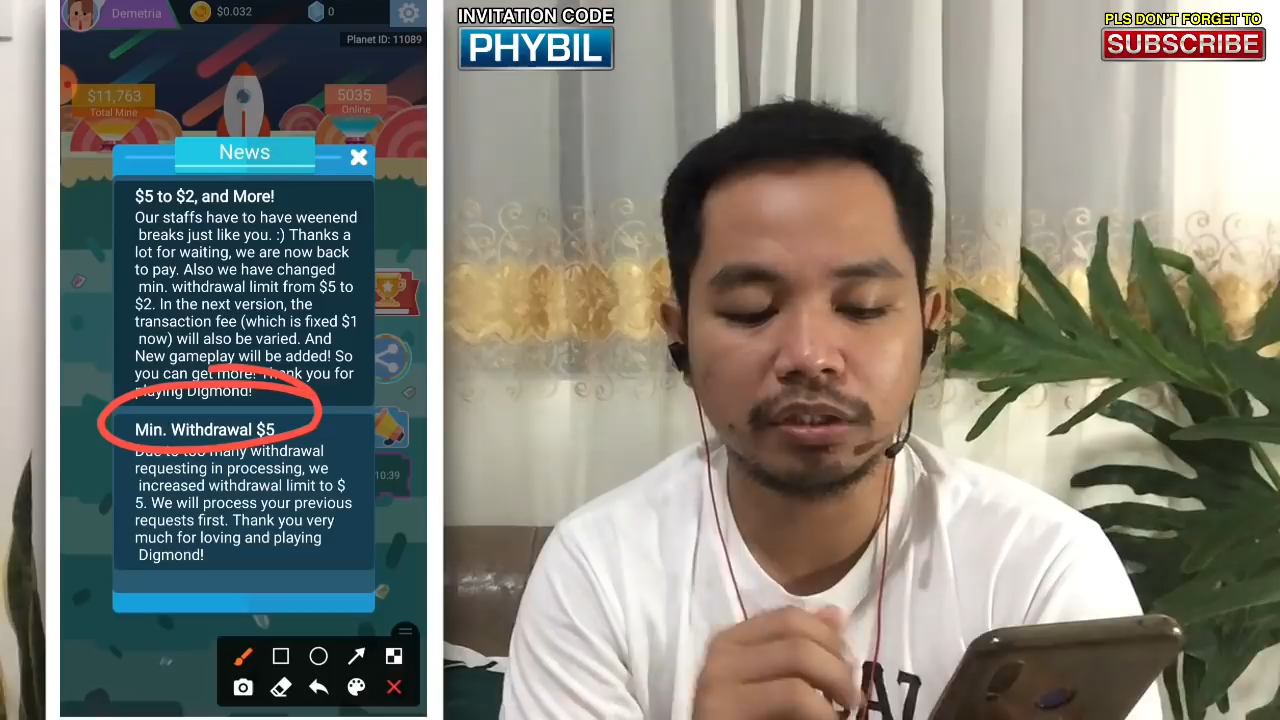 Demetria
$0.032
0
Planet ID: 11089
$11,763
Total Mine
5035
Online
News
$5 to $2, and More!
Our staffs have to have weenend
breaks just like you. :) Thanks a
lot for waiting, we are now back
to pay. Also we have changed
min. withdrawal limit from $5 to
$2. In the next version, the
transaction fee (which is fixed $1
now) will also be varied. And
New gameplay will be added! So
you can get more! Thank you for
playing Digmond!
Min. Withdrawal $5
Due to too many withdrawal
requesting in processing, we
increased withdrawal limit to $
5. We will process your previous
requests first. Thank you very
much for loving and playing
Digmond!
10:39
INVITATION CODE
PHYBIL
PLS DON'T FORGET TO
SUBSCRIBE